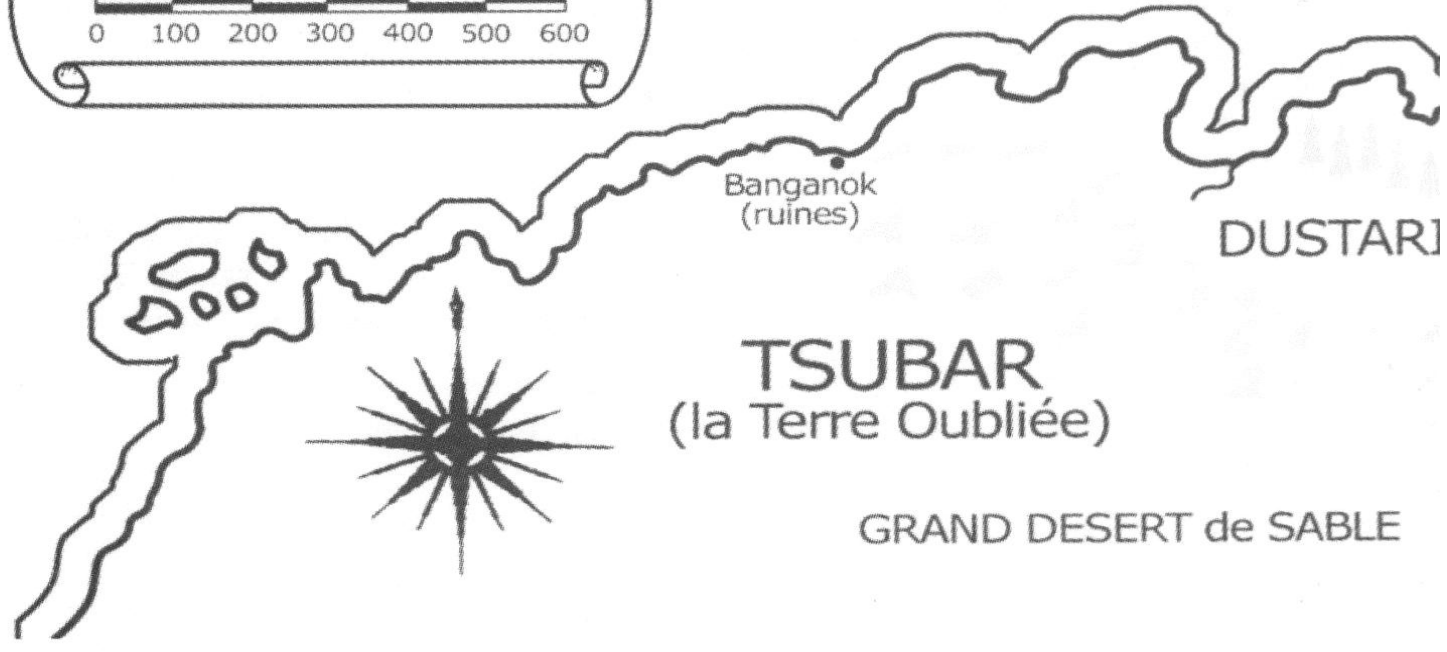 0 100 200 300 400 500 600
Banganok
(ruines)
DUSTARI
TSUBAR
(la Terre Oubliée)
GRAND DESERT de SABLE